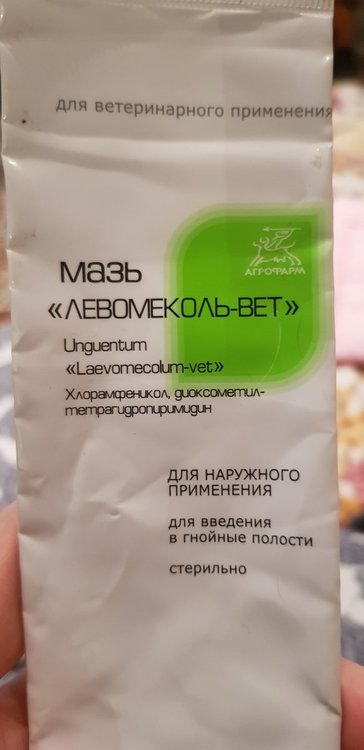 для ветеринарного применения
АГРОФАРМ
мазь
«ЛЕВОМЕКОЛЬ-ВЕТ»
Unguentum
«Laevomecolum-vet»
Хлорамфеникол, диоксометил-
тетрагидропиримидин
ДЛЯ НАРУЖНОГО
ПРИМЕНЕНИЯ
для введения
в гнойные полости
стерильно